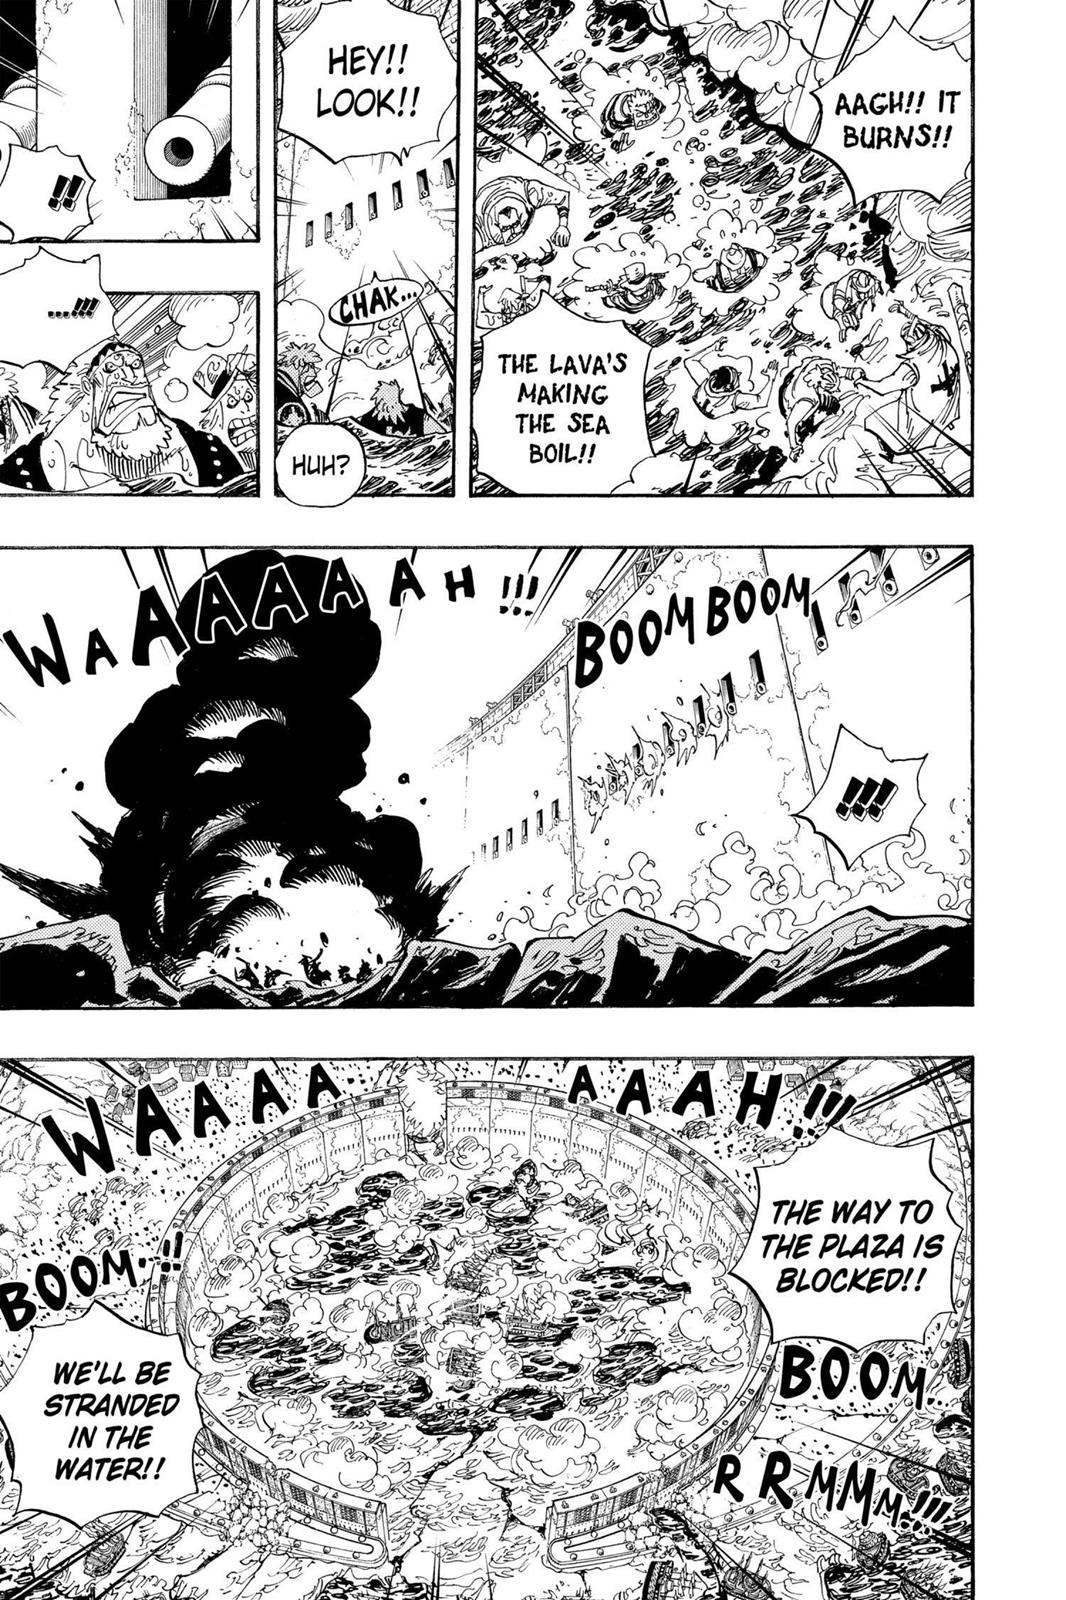 AAGH!! IT
BURNS!!
THE LAVA'S
MAKING
THE SEA
BOIL!!
HEY!!
LOOK!!
CHAK...
HUH?
!!
...!!!
WAAAAAAH!!!
BOOM BOOM
!!!
WAAAAA
AAAH!!!
THE WAY TO
THE PLAZA IS
BLOCKED!!
BOOM..!!
WE'LL BE
STRANDED
IN THE
WATER!!
BOOM..
RRMMM!!!